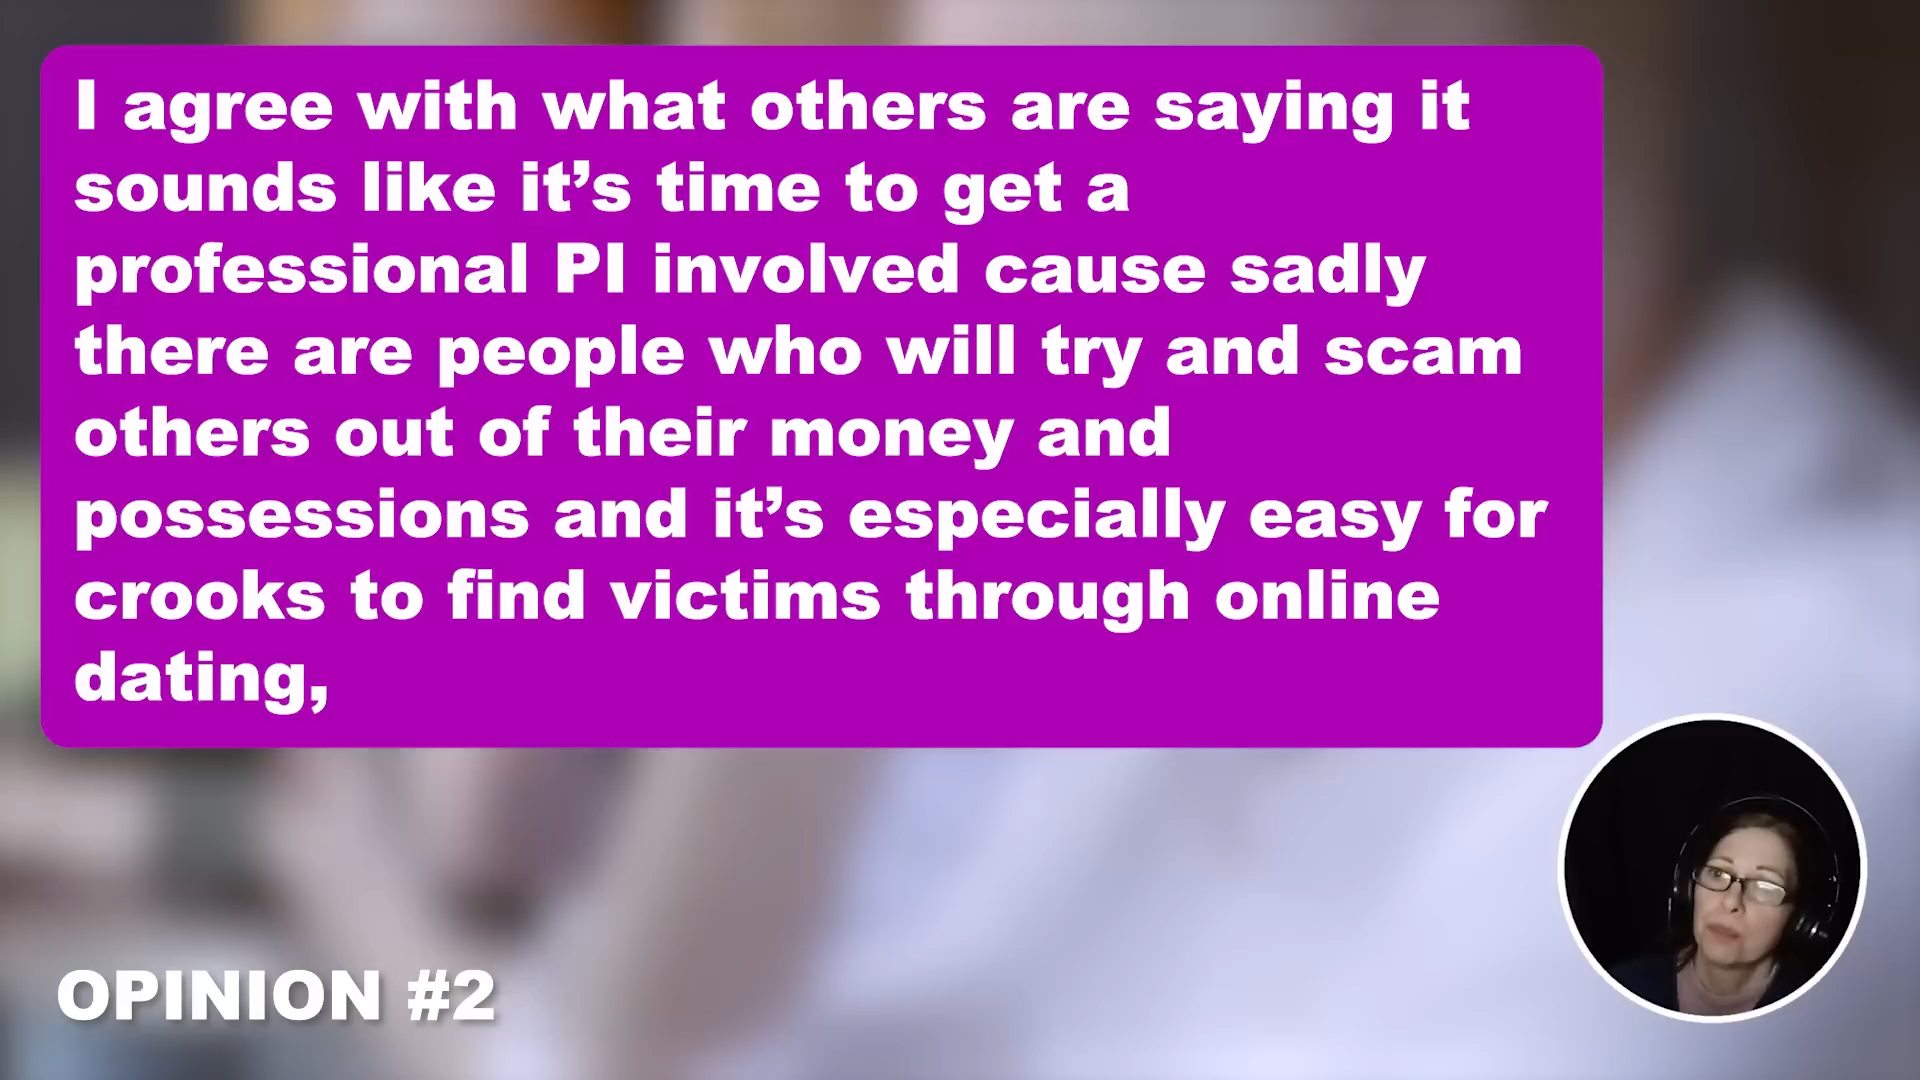 I agree with what others are saying it
sounds like it’s time to get a
professional PI involved cause sadly
there are people who will try and scam
others out of their money and
possessions and it’s especially easy for
crooks to find victims through online
dating,
OPINION #2